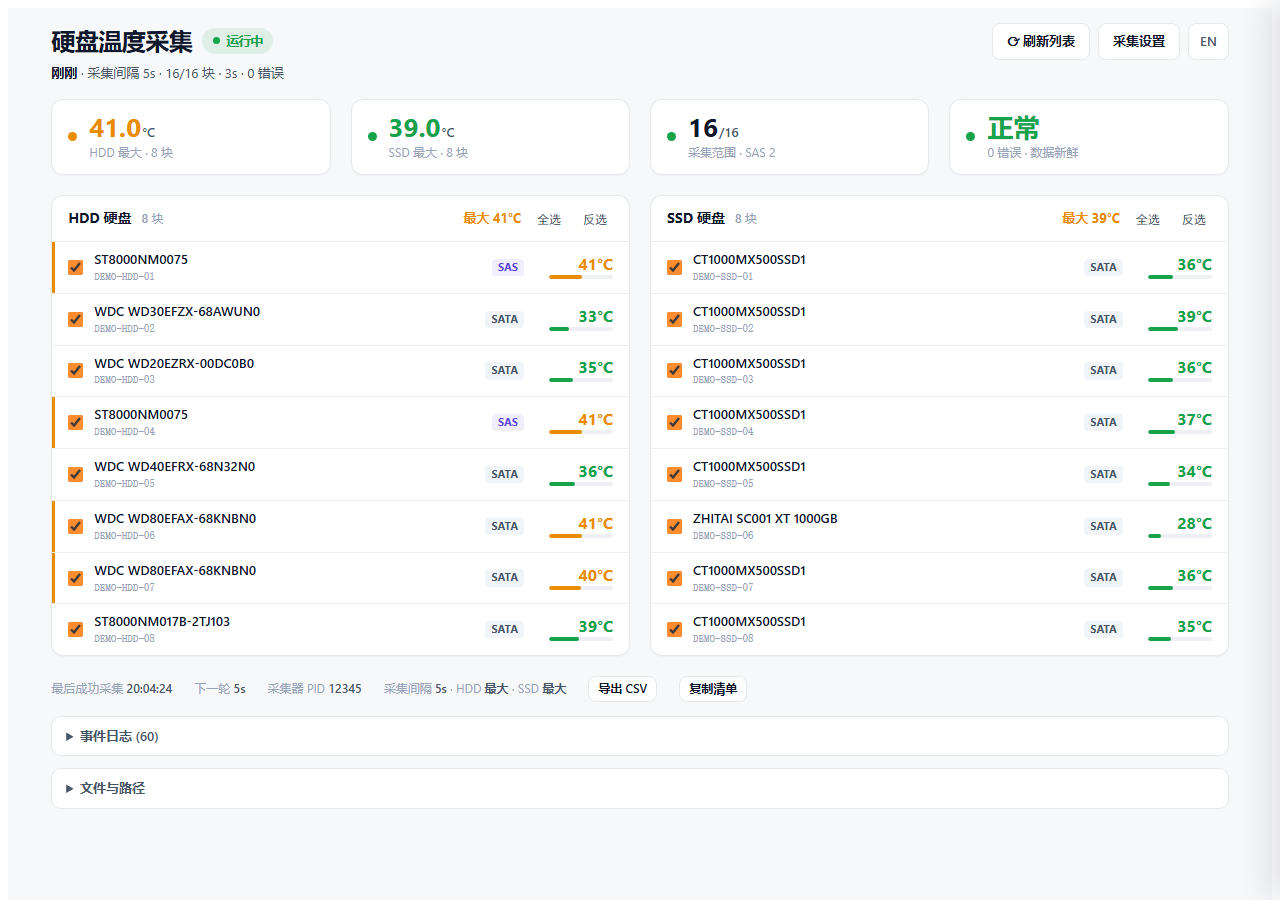 硬盘温度采集 运行中 刷新列表 采集设置 EN
刚刚 · 采集间隔 5s · 16/16 块 · 3s · 0 错误
41.0°C
HDD 最大 · 8 块
39.0°C
SSD 最大 · 8 块
16/16
采集范围 · SAS 2
正常
0 错误 · 数据新鲜
HDD 硬盘 8 块 最大 41°C 全选 反选
ST8000NM0075 SAS 41°C
DEMO-HDD-01
WDC WD30EFZX-68AWUN0 SATA 33°C
DEMO-HDD-02
WDC WD20EZRX-00DC0B0 SATA 35°C
DEMO-HDD-03
ST8000NM0075 SAS 41°C
DEMO-HDD-04
WDC WD40EFRX-68N32N0 SATA 36°C
DEMO-HDD-05
WDC WD80EFAX-68KNBN0 SATA 41°C
DEMO-HDD-06
WDC WD80EFAX-68KNBN0 SATA 40°C
DEMO-HDD-07
ST8000NM017B-2TJ103 SATA 39°C
DEMO-HDD-08
SSD 硬盘 8 块 最大 39°C 全选 反选
CT1000MX500SSD1 SATA 36°C
DEMO-SSD-01
CT1000MX500SSD1 SATA 39°C
DEMO-SSD-02
CT1000MX500SSD1 SATA 36°C
DEMO-SSD-03
CT1000MX500SSD1 SATA 37°C
DEMO-SSD-04
CT1000MX500SSD1 SATA 34°C
DEMO-SSD-05
ZHITAI SC001 XT 1000GB SATA 28°C
DEMO-SSD-06
CT1000MX500SSD1 SATA 36°C
DEMO-SSD-07
CT1000MX500SSD1 SATA 35°C
DEMO-SSD-08
最后成功采集 20:04:24 下一轮 5s 采集器 PID 12345 采集间隔 5s · HDD 最大 · SSD 最大 导出 CSV 复制清单
事件日志 (60)
文件与路径